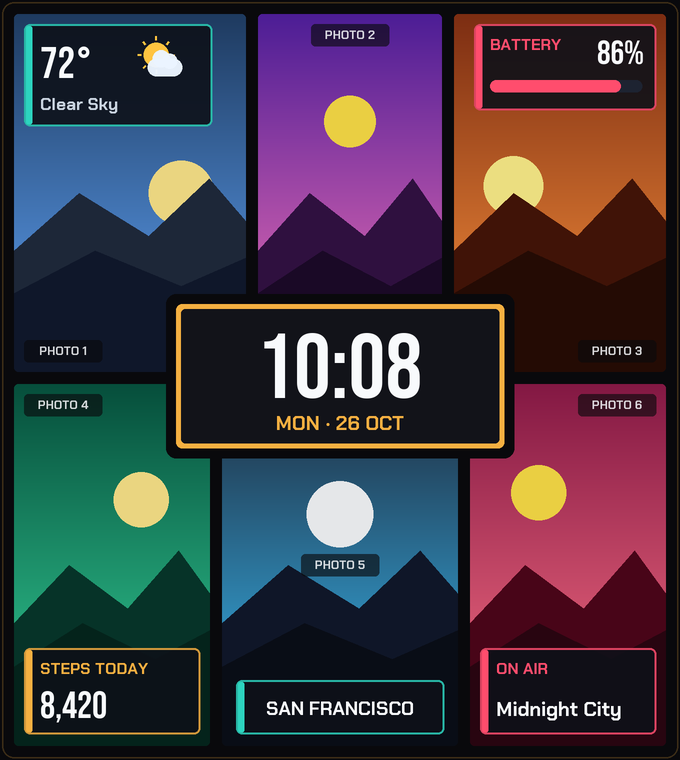 72°
Clear Sky
PHOTO 2
BATTERY
86%
PHOTO 1
PHOTO 3
10:08
MON · 26 OCT
PHOTO 4
PHOTO 6
PHOTO 5
STEPS TODAY
8,420
SAN FRANCISCO
ON AIR
Midnight City